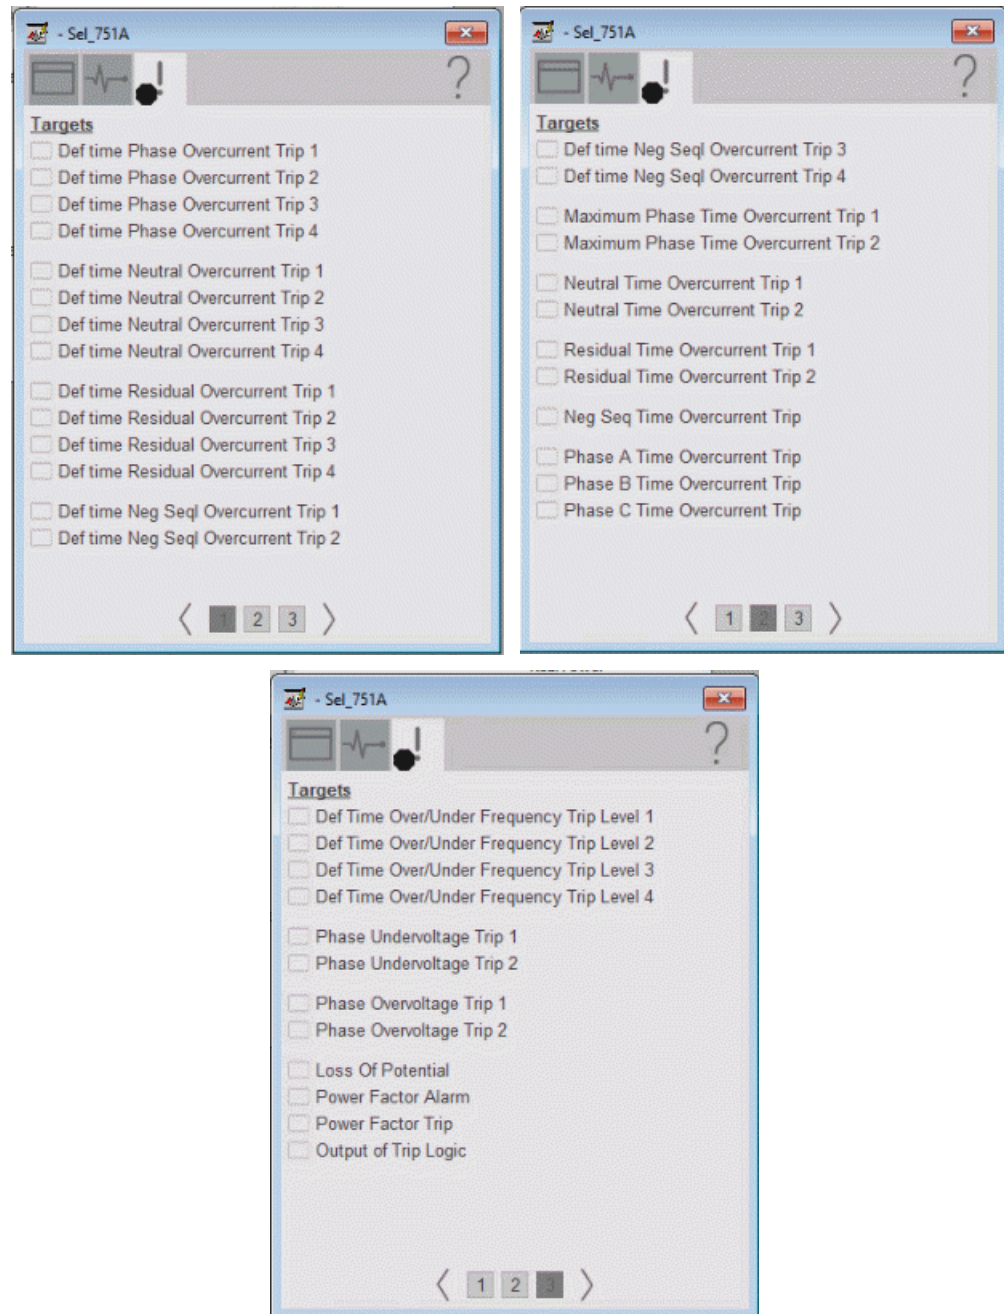 - Sel_751A
?
Targets
Def time Phase Overcurrent Trip 1
Def time Phase Overcurrent Trip 2
Def time Phase Overcurrent Trip 3
Def time Phase Overcurrent Trip 4
Def time Neutral Overcurrent Trip 1
Def time Neutral Overcurrent Trip 2
Def time Neutral Overcurrent Trip 3
Def time Neutral Overcurrent Trip 4
Def time Residual Overcurrent Trip 1
Def time Residual Overcurrent Trip 2
Def time Residual Overcurrent Trip 3
Def time Residual Overcurrent Trip 4
Def time Neg Seql Overcurrent Trip 1
Def time Neg Seql Overcurrent Trip 2
1 2 3
- Sel_751A
?
Targets
Def time Neg Seql Overcurrent Trip 3
Def time Neg Seql Overcurrent Trip 4
Maximum Phase Time Overcurrent Trip 1
Maximum Phase Time Overcurrent Trip 2
Neutral Time Overcurrent Trip 1
Neutral Time Overcurrent Trip 2
Residual Time Overcurrent Trip 1
Residual Time Overcurrent Trip 2
Neg Seq Time Overcurrent Trip
Phase A Time Overcurrent Trip
Phase B Time Overcurrent Trip
Phase C Time Overcurrent Trip
1 2 3
- Sel_751A
?
Targets
Def Time Over/Under Frequency Trip Level 1
Def Time Over/Under Frequency Trip Level 2
Def Time Over/Under Frequency Trip Level 3
Def Time Over/Under Frequency Trip Level 4
Phase Undervoltage Trip 1
Phase Undervoltage Trip 2
Phase Overvoltage Trip 1
Phase Overvoltage Trip 2
Loss Of Potential
Power Factor Alarm
Power Factor Trip
Output of Trip Logic
1 2 3